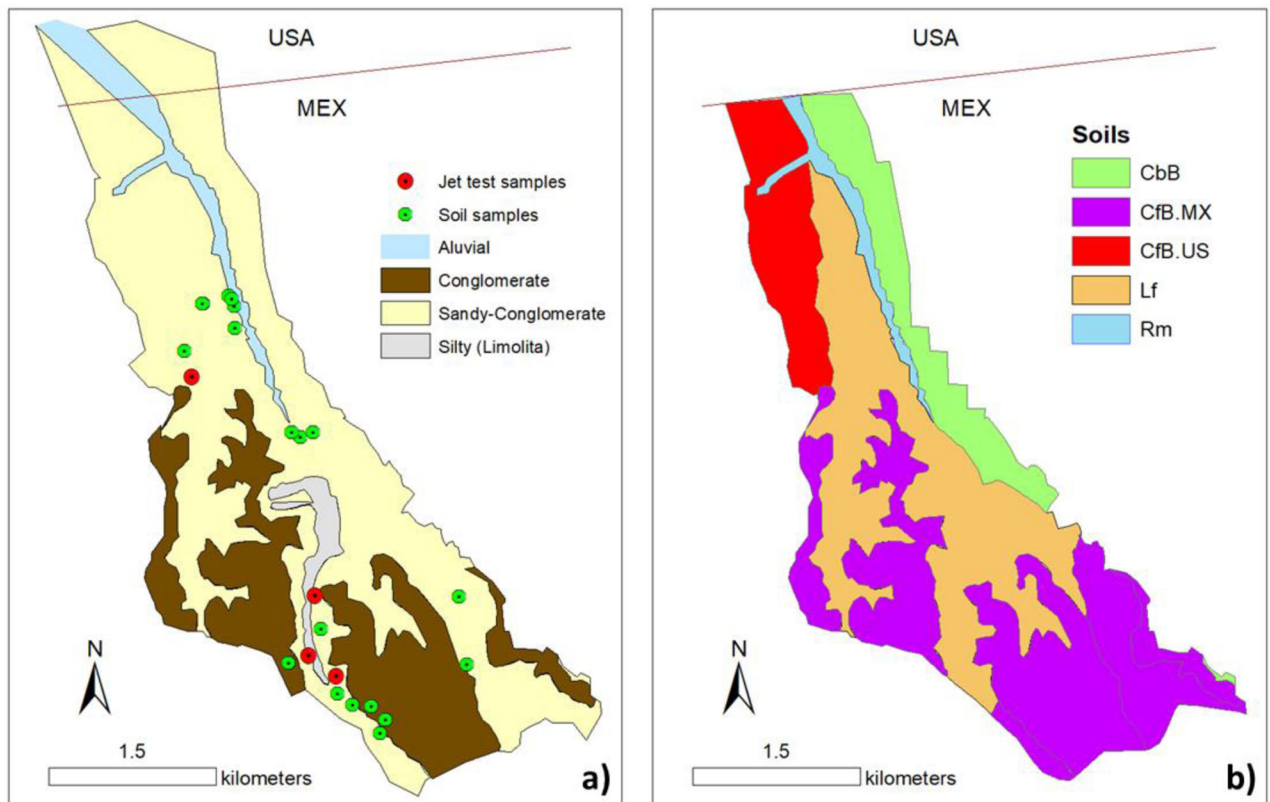 USA
MEX
Jet test samples
Soil samples
Aluvial
Conglomerate
Sandy-Conglomerate
Silty (Limolita)
N
1.5
kilometers
a)
USA
MEX
Soils
CbB
CfB.MX
CfB.US
Lf
Rm
N
1.5
kilometers
b)